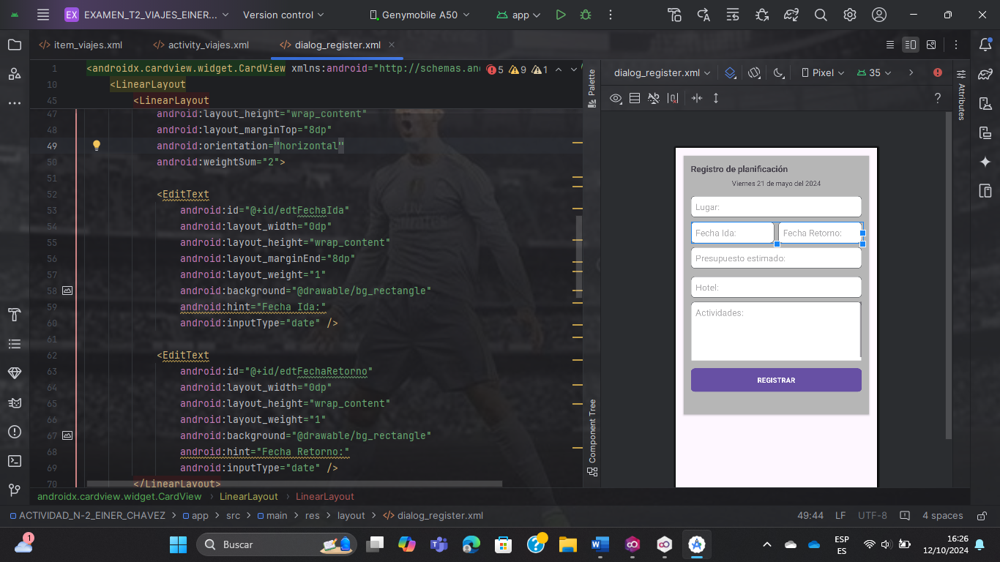 EX EXAMEN_T2_VIAJES_EINER... Version control Genymobile A50 app
item_viajes.xml activity_viajes.xml dialog_register.xml
1 <androidx.cardview.widget.CardView xmlns:android="http://schemas.and 5 9 1
10 <LinearLayout
45 <LinearLayout
47 android:layout_height="wrap_content"
48 android:layout_marginTop="8dp"
49 android:orientation="horizontal"
50 android:weightSum="2">
51
52 <EditText
53 android:id="@+id/edtFechaIda"
54 android:layout_width="0dp"
55 android:layout_height="wrap_content"
56 android:layout_marginEnd="8dp"
57 android:layout_weight="1"
58 android:background="@drawable/bg_rectangle"
59 android:hint="Fecha Ida:"
60 android:inputType="date" />
61
62 <EditText
63 android:id="@+id/edtFechaRetorno"
64 android:layout_width="0dp"
65 android:layout_height="wrap_content"
66 android:layout_weight="1"
67 android:background="@drawable/bg_rectangle"
68 android:hint="Fecha Retorno:"
69 android:inputType="date" />
70 </LinearLayout>
Palette
Component Tree
dialog_register.xml Pixel 35
?
Attributes
Registro de planificación
Viernes 21 de mayo del 2024
Lugar:
Fecha Ida: Fecha Retorno:
Presupuesto estimado:
Hotel:
Actividades:
REGISTRAR
androidx.cardview.widget.CardView > LinearLayout > LinearLayout
ACTIVIDAD_N-2_EINER_CHAVEZ > app > src > main > res > layout > dialog_register.xml 49:44 LF UTF-8 4 spaces
1
Buscar
ESP
ES
16:26
12/10/2024